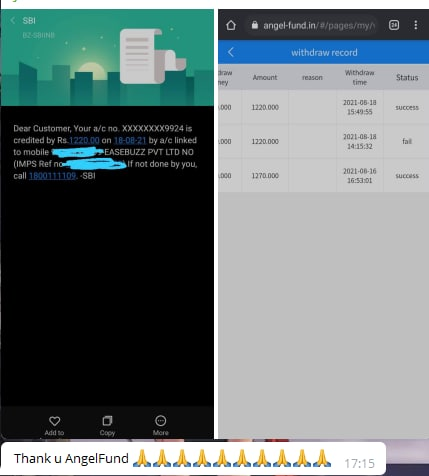 SBI
BZ-SBIINB
Dear Customer, Your a/c no. XXXXXXXX9924 is
credited by Rs.1220.00 on 18-08-21 by a/c linked
to mobile EASEBUZZ PVT LTD NO
(IMPS Ref no If not done by you,
call 1800111109. -SBI
Add to Copy More
angel-fund.in/#/pages/my/
24
withdraw record
Amount reason Withdraw time Status
.000 1220.000 2021-08-18 15:49:55 success
.000 1220.000 2021-08-18 14:15:32 fail
.000 1270.000 2021-08-16 16:53:01 success
Thank u AngelFund 🙏🙏🙏🙏🙏🙏🙏🙏🙏🙏 17:15